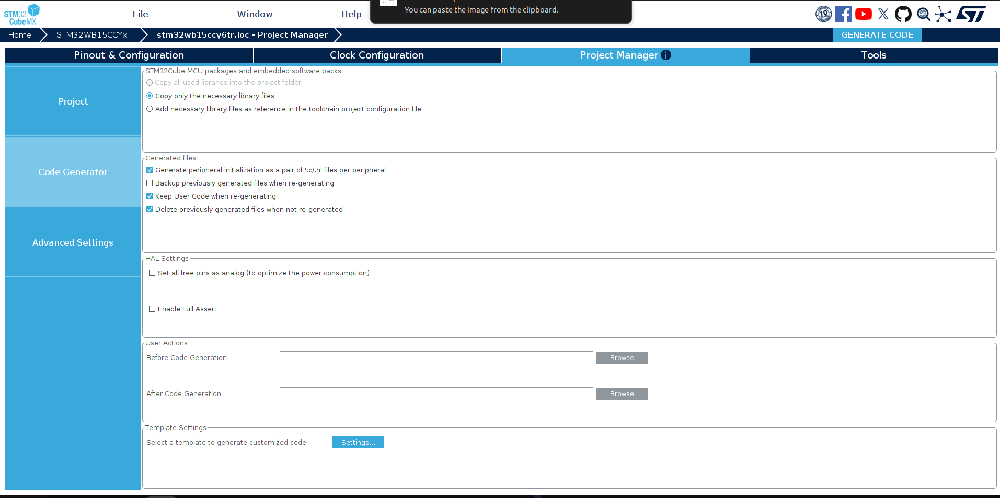 You can paste the image from the clipboard.
STM32
CubeMX
File
Window
Help
10
Home
STM32WB15CCYx
stm32wb15ccy6tr.ioc - Project Manager
GENERATE CODE
Pinout & Configuration
Clock Configuration
Project Manager i
Tools
Project
Code Generator
Advanced Settings
STM32Cube MCU packages and embedded software packs
Copy all used libraries into the project folder
Copy only the necessary library files
Add necessary library files as reference in the toolchain project configuration file
Generated files
Generate peripheral initialization as a pair of '.c/.h' files per peripheral
Backup previously generated files when re-generating
Keep User Code when re-generating
Delete previously generated files when not re-generated
HAL Settings
Set all free pins as analog (to optimize the power consumption)
Enable Full Assert
User Actions
Before Code Generation
Browse
After Code Generation
Browse
Template Settings
Select a template to generate customized code
Settings...